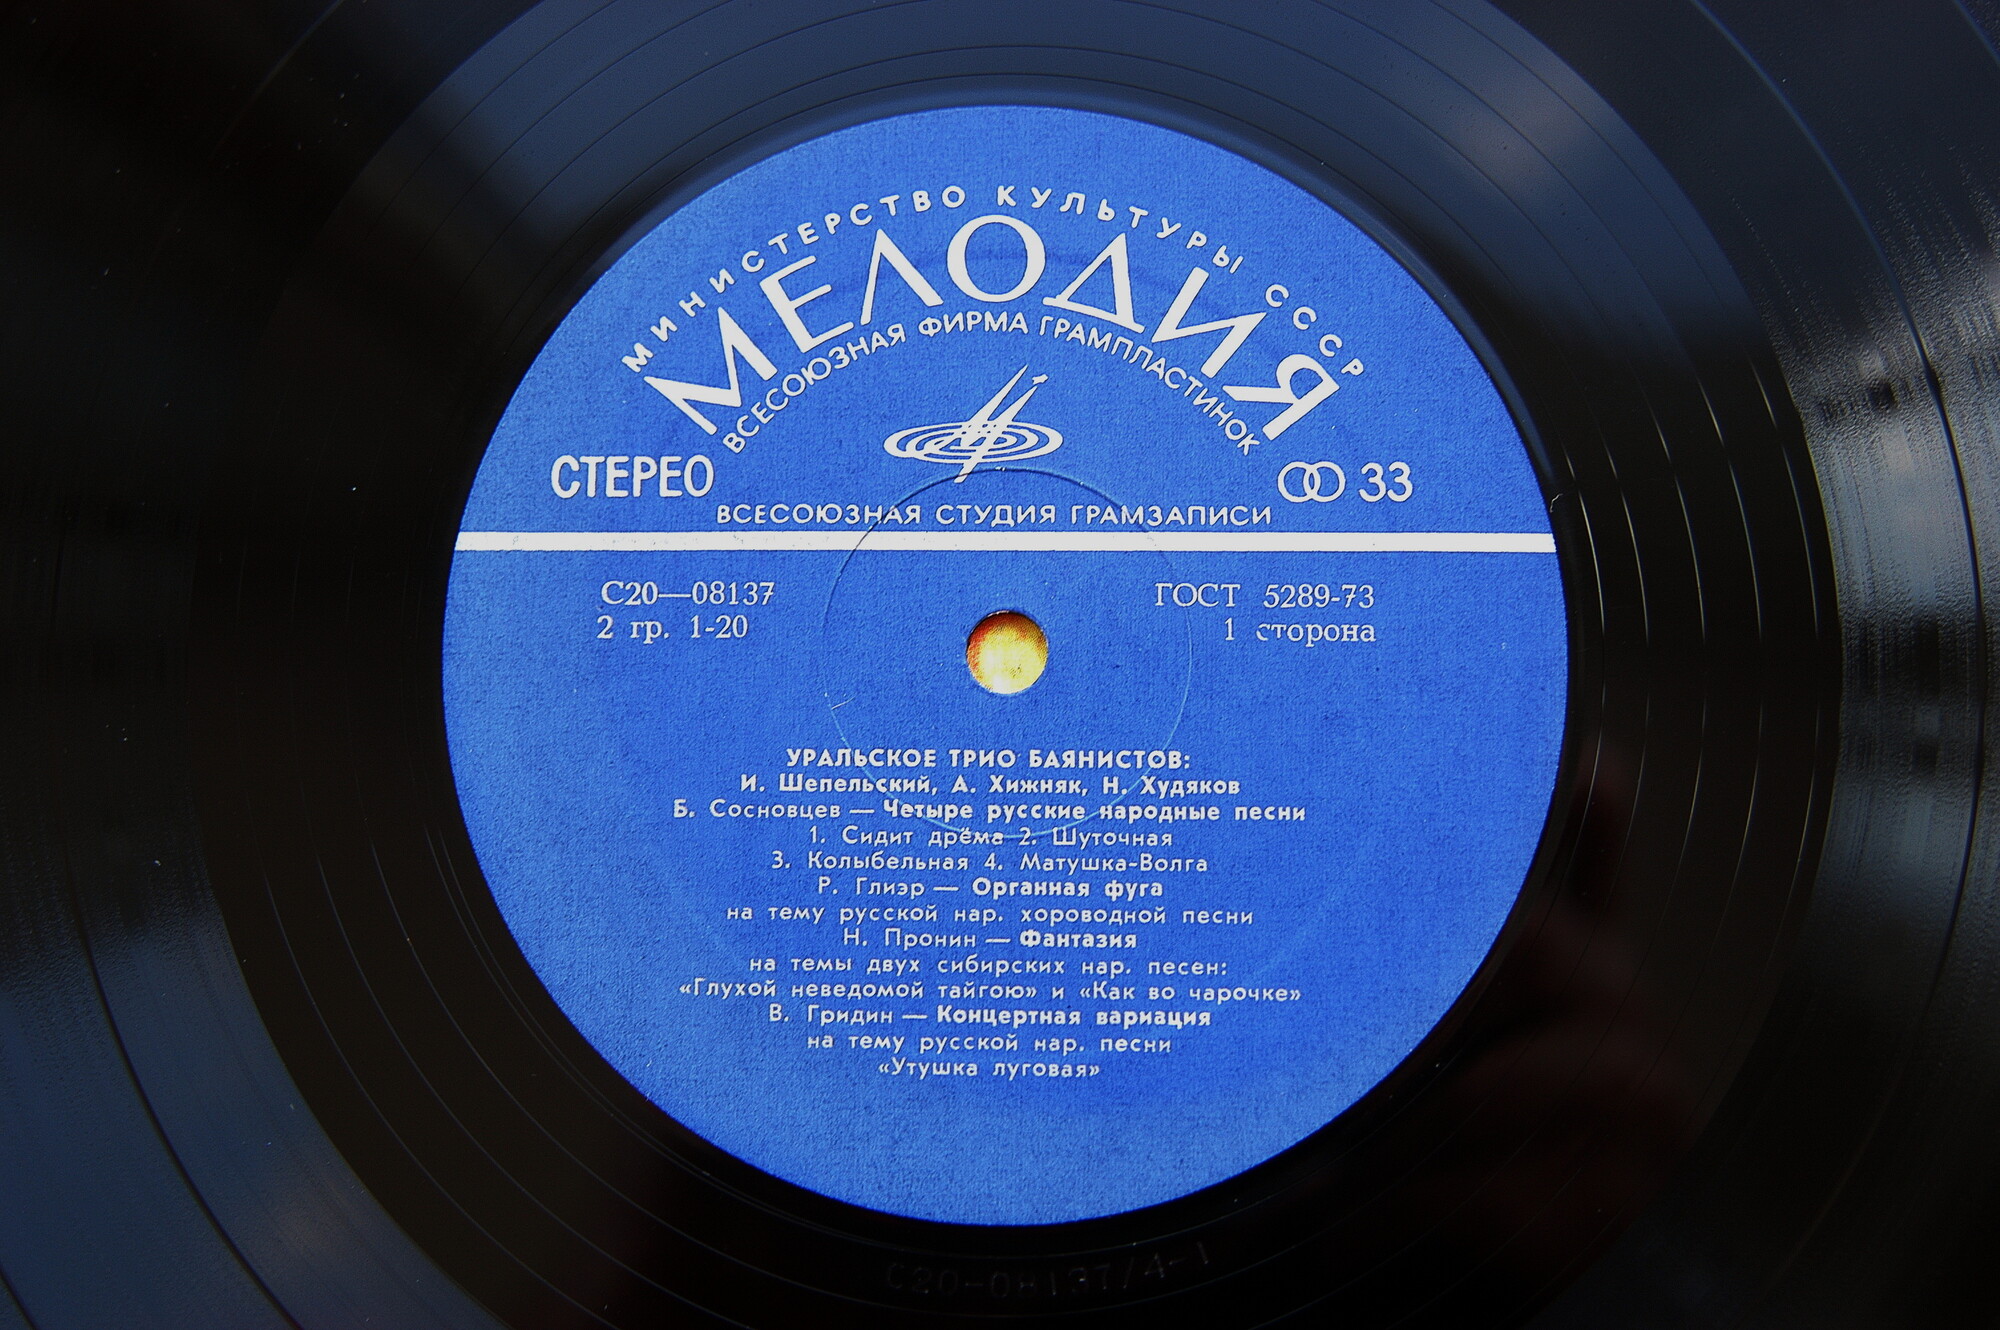 МИНИСТЕРСТВО КУЛЬТУРЫ СССР
МЕЛОДИЯ
ВСЕСОЮЗНАЯ ФИРМА ГРАМПЛАСТИНОК
СТЕРЕО
33
ВСЕСОЮЗНАЯ СТУДИЯ ГРАМЗАПИСИ
С20—08137
ГОСТ 5289-73
2 гр. 1-20
1 сторона
УРАЛЬСКОЕ ТРИО БАЯНИСТОВ:
И. Шепельский, А. Хижняк, Н. Худяков
Б. Сосновцев — Четыре русские народные песни
1. Сидит дрёма 2. Шуточная
3. Колыбельная 4. Матушка-Волга
Р. Глиэр — Органная фуга
на тему русской нар. хороводной песни
Н. Пронин — Фантазия
на темы двух сибирских нар. песен:
«Глухой неведомой тайгою» и «Как во чарочке»
В. Гридин — Концертная вариация
на тему русской нар. песни
«Утушка луговая»
С20-08137/4-1